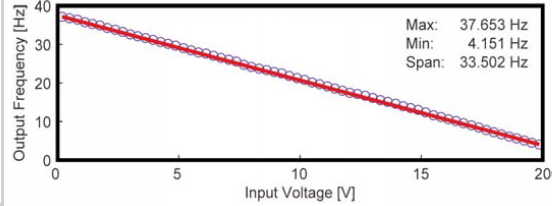 Output Frequency [Hz]
40
30
20
10
0
Max: 37.653 Hz
Min: 4.151 Hz
Span: 33.502 Hz
0 5 10 15 20
Input Voltage [V]